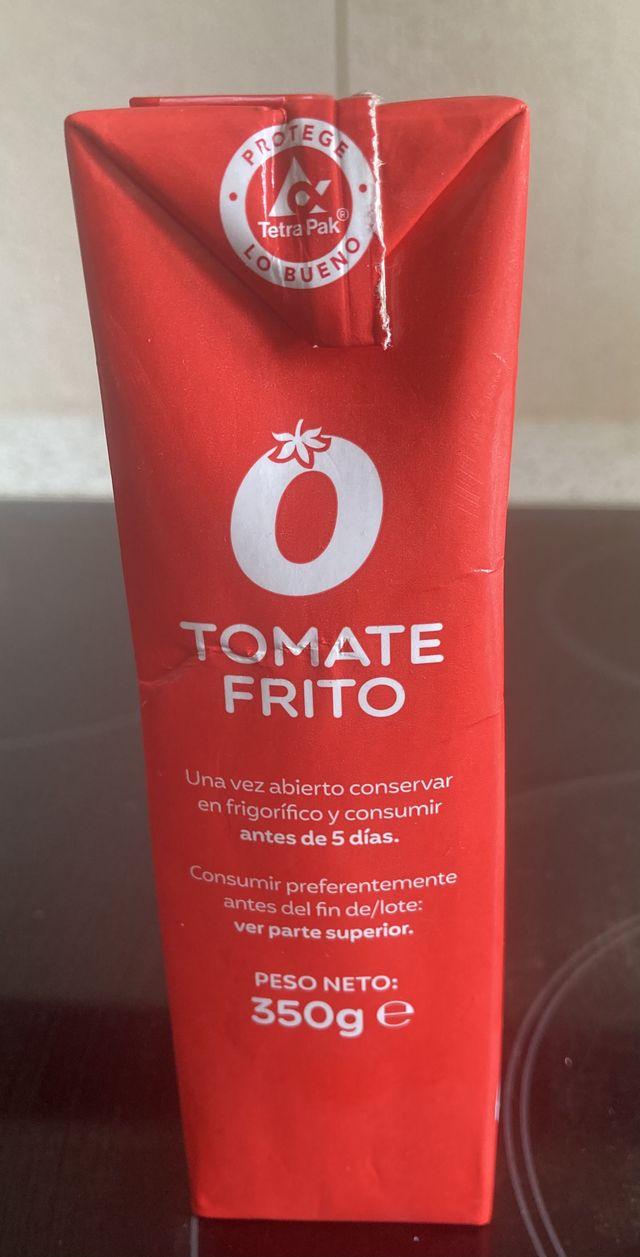 PROTEGE
Tetra Pak®
LO BUENO
O
TOMATE
FRITO
Una vez abierto conservar
en frigorífico y consumir
antes de 5 días.
Consumir preferentemente
antes del fin de/lote:
ver parte superior.
PESO NETO:
350g ℮